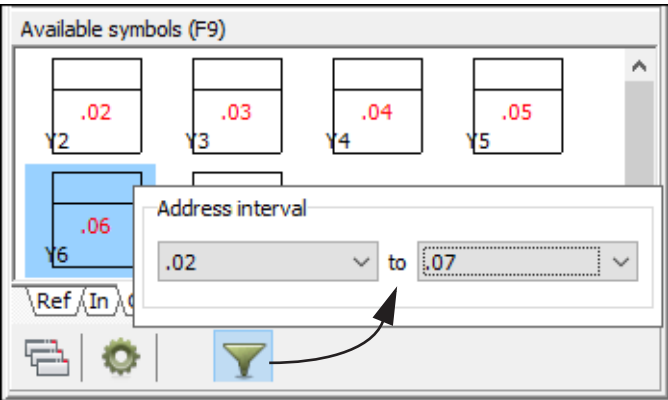 Available symbols (F9)
.02 .03 .04 .05
Y2 Y3 Y4 Y5
.06
Y6
Address interval
.02 to .07
Ref In